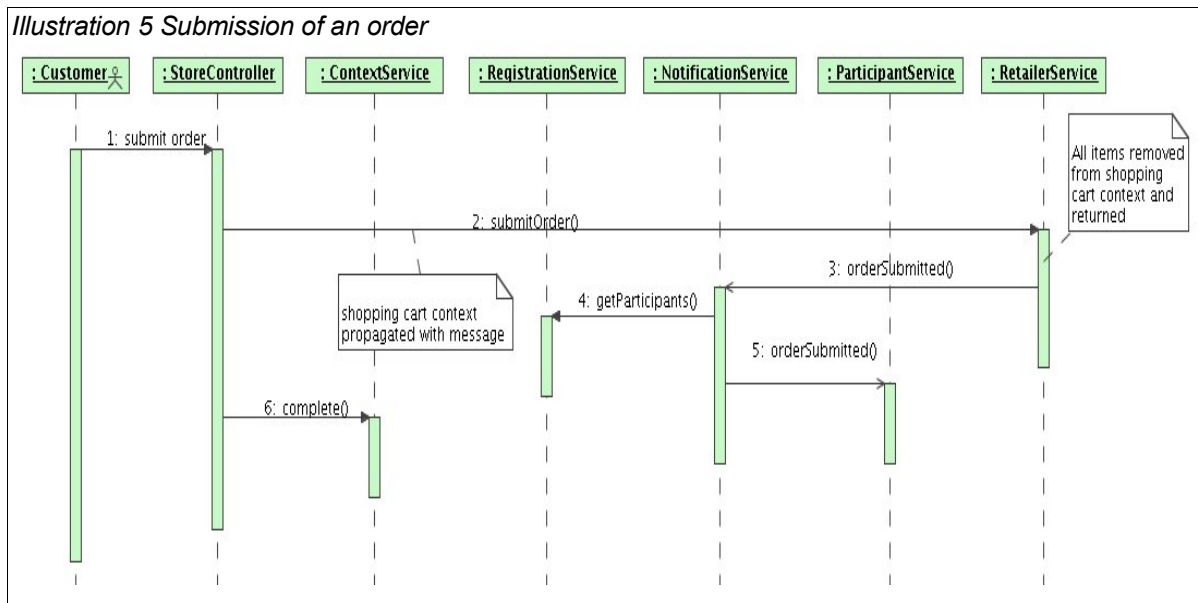 Illustration 5 Submission of an order
: Customer
: StoreController
: ContextService
: RegistrationService
: NotificationService
: ParticipantService
: RetailerService
1: submit order
All items removed
from shopping
cart context and
returned
2: submitOrder()
3: orderSubmitted()
shopping cart context
propagated with message
4: getParticipants()
5: orderSubmitted()
6: complete()